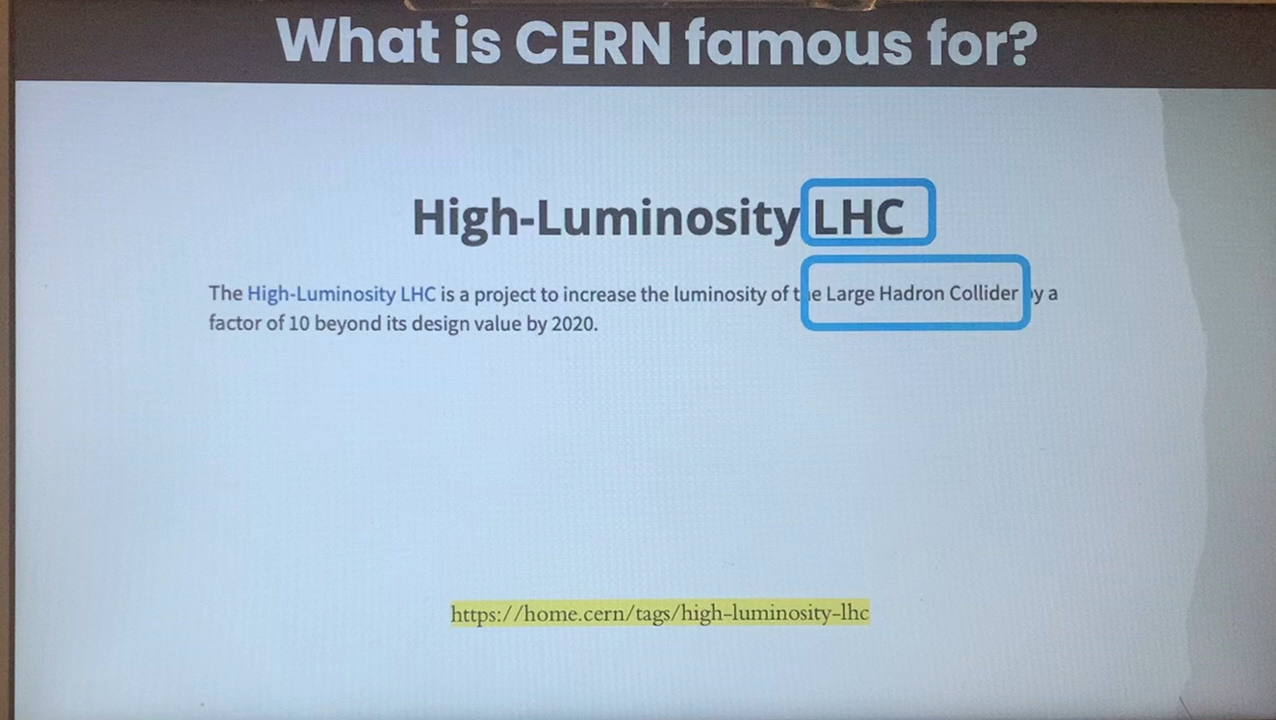 What is CERN famous for?
High-Luminosity LHC
The High-Luminosity LHC is a project to increase the luminosity of the Large Hadron Collider by a
factor of 10 beyond its design value by 2020.
https://home.cern/tags/high-luminosity-lhc